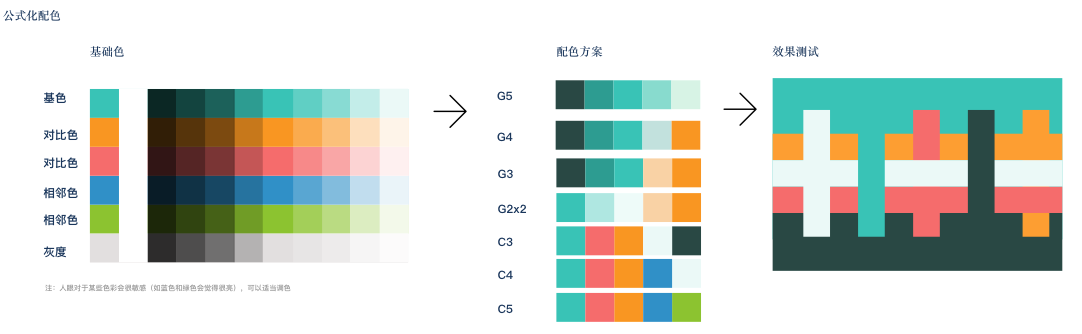 公式化配色
基础色
配色方案
效果测试
基色
对比色
对比色
相邻色
相邻色
灰度
G5
G4
G3
G2x2
C3
C4
C5
注：人眼对于某些色彩会很敏感（如蓝色和绿色会觉得很亮），可以适当调色